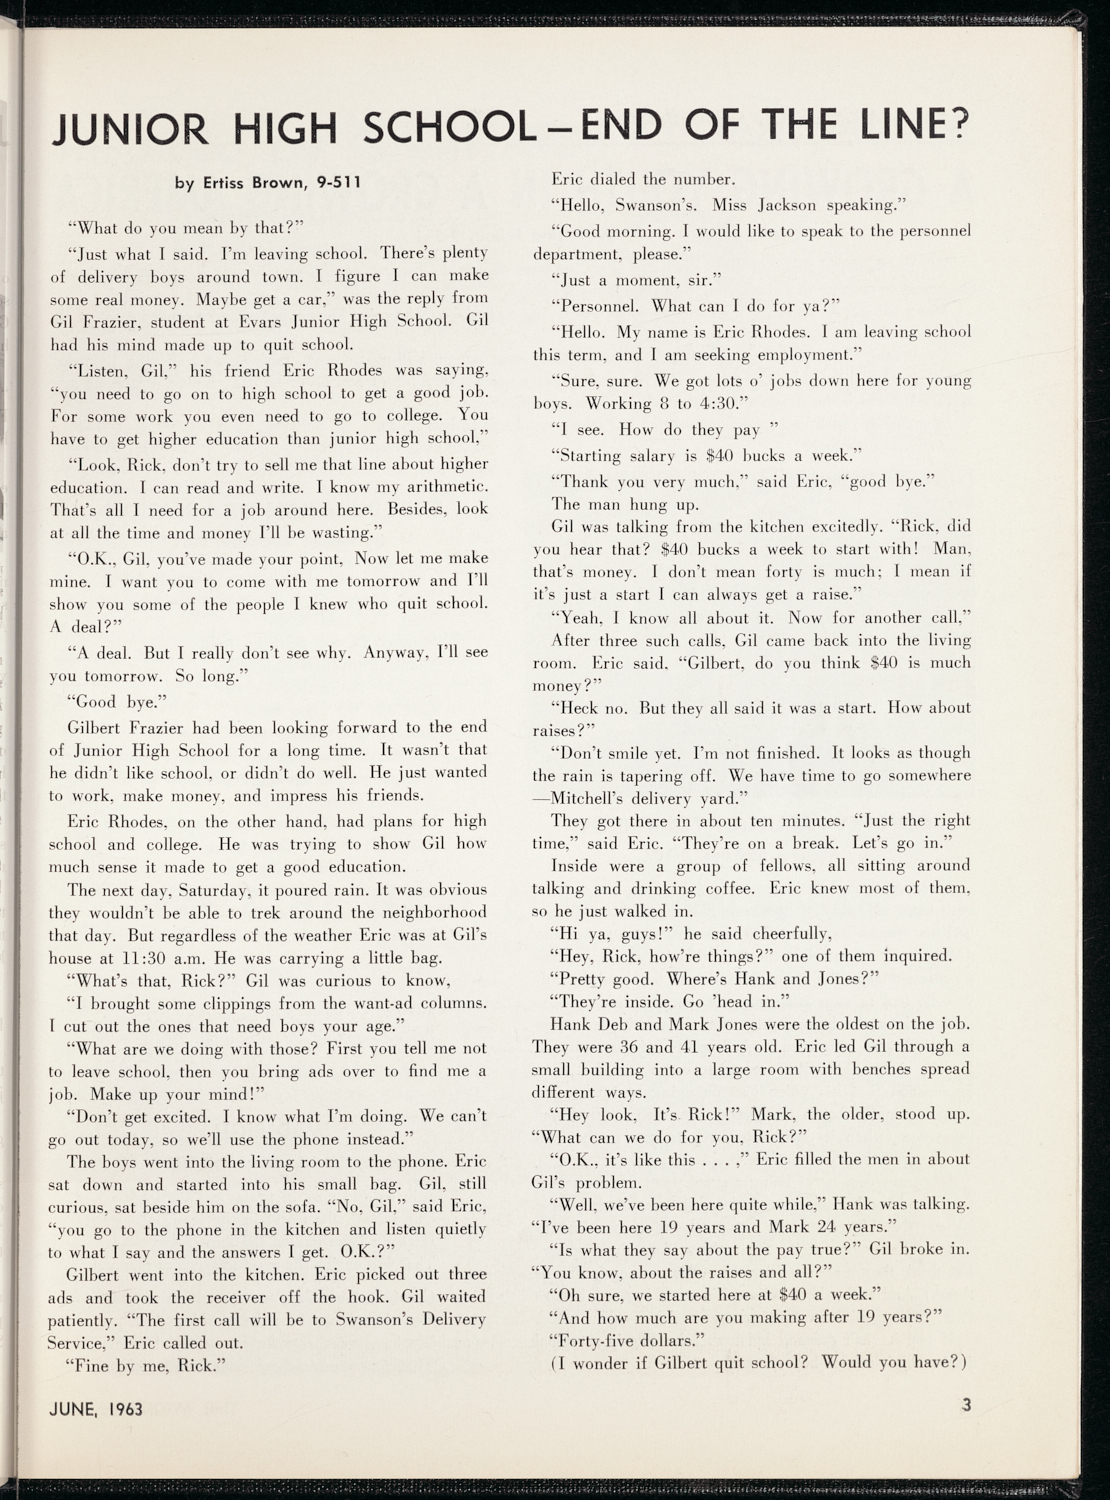 JUNIOR HIGH SCHOOL—END OF THE LINE?
by Ertiss Brown, 9-511
“What do you mean by that?”
“Just what I said. I’m leaving school. There’s plenty
of delivery boys around town. I figure I can make
some real money. Maybe get a car,” was the reply from
Gil Frazier, student at Evars Junior High School. Gil
had his mind made up to quit school.
“Listen, Gil,” his friend Eric Rhodes was saying,
“you need to go on to high school to get a good job.
For some work you even need to go to college. You
have to get higher education than junior high school,”
“Look, Rick, don’t try to sell me that line about higher
education. I can read and write. I know my arithmetic.
That’s all I need for a job around here. Besides, look
at all the time and money I’ll be wasting.”
“O.K., Gil, you’ve made your point, Now let me make
mine. I want you to come with me tomorrow and I’ll
show you some of the people I knew who quit school.
A deal?”
“A deal. But I really don’t see why. Anyway, I’ll see
you tomorrow. So long.”
“Good bye.”
Gilbert Frazier had been looking forward to the end
of Junior High School for a long time. It wasn’t that
he didn’t like school, or didn’t do well. He just wanted
to work, make money, and impress his friends.
Eric Rhodes, on the other hand, had plans for high
school and college. He was trying to show Gil how
much sense it made to get a good education.
The next day, Saturday, it poured rain. It was obvious
they wouldn’t be able to trek around the neighborhood
that day. But regardless of the weather Eric was at Gil’s
house at 11:30 a.m. He was carrying a little bag.
“What’s that, Rick?” Gil was curious to know,
“I brought some clippings from the want-ad columns.
I cut out the ones that need boys your age.”
“What are we doing with those? First you tell me not
to leave school, then you bring ads over to find me a
job. Make up your mind!”
“Don’t get excited. I know what I’m doing. We can’t
go out today, so we’ll use the phone instead.”
The boys went into the living room to the phone. Eric
sat down and started into his small bag. Gil, still
curious, sat beside him on the sofa. “No, Gil,” said Eric,
“you go to the phone in the kitchen and listen quietly
to what I say and the answers I get. O.K.?”
Gilbert went into the kitchen. Eric picked out three
ads and took the receiver off the hook. Gil waited
patiently. “The first call will be to Swanson’s Delivery
Service,” Eric called out.
“Fine by me, Rick.”
Eric dialed the number.
“Hello, Swanson’s. Miss Jackson speaking.”
“Good morning. I would like to speak to the personnel
department, please.”
“Just a moment, sir.”
“Personnel. What can I do for ya?”
“Hello. My name is Eric Rhodes. I am leaving school
this term, and I am seeking employment.”
“Sure, sure. We got lots o’ jobs down here for young
boys. Working 8 to 4:30.”
“I see. How do they pay ”
“Starting salary is $40 bucks a week.”
“Thank you very much,” said Eric, “good bye.”
The man hung up.
Gil was talking from the kitchen excitedly. “Rick, did
you hear that? $40 bucks a week to start with! Man,
that’s money. I don’t mean forty is much; I mean if
it’s just a start I can always get a raise.”
“Yeah, I know all about it. Now for another call,”
After three such calls, Gil came back into the living
room. Eric said, “Gilbert, do you think $40 is much
money?”
“Heck no. But they all said it was a start. How about
raises?”
“Don’t smile yet. I’m not finished. It looks as though
the rain is tapering off. We have time to go somewhere
—Mitchell’s delivery yard.”
They got there in about ten minutes. “Just the right
time,” said Eric. “They’re on a break. Let’s go in.”
Inside were a group of fellows, all sitting around
talking and drinking coffee. Eric knew most of them,
so he just walked in.
“Hi ya, guys!” he said cheerfully,
“Hey, Rick, how’re things?” one of them inquired.
“Pretty good. Where’s Hank and Jones?”
“They’re inside. Go ’head in.”
Hank Deb and Mark Jones were the oldest on the job.
They were 36 and 41 years old. Eric led Gil through a
small building into a large room with benches spread
different ways.
“Hey look, It’s Rick!” Mark, the older, stood up.
“What can we do for you, Rick?”
“O.K., it’s like this . . . ,” Eric filled the men in about
Gil’s problem.
“Well, we’ve been here quite while,” Hank was talking.
“I’ve been here 19 years and Mark 24 years.”
“Is what they say about the pay true?” Gil broke in.
“You know, about the raises and all?”
“Oh sure, we started here at $40 a week.”
“And how much are you making after 19 years?”
“Forty-five dollars.”
(I wonder if Gilbert quit school? Would you have?)
JUNE, 1963
3